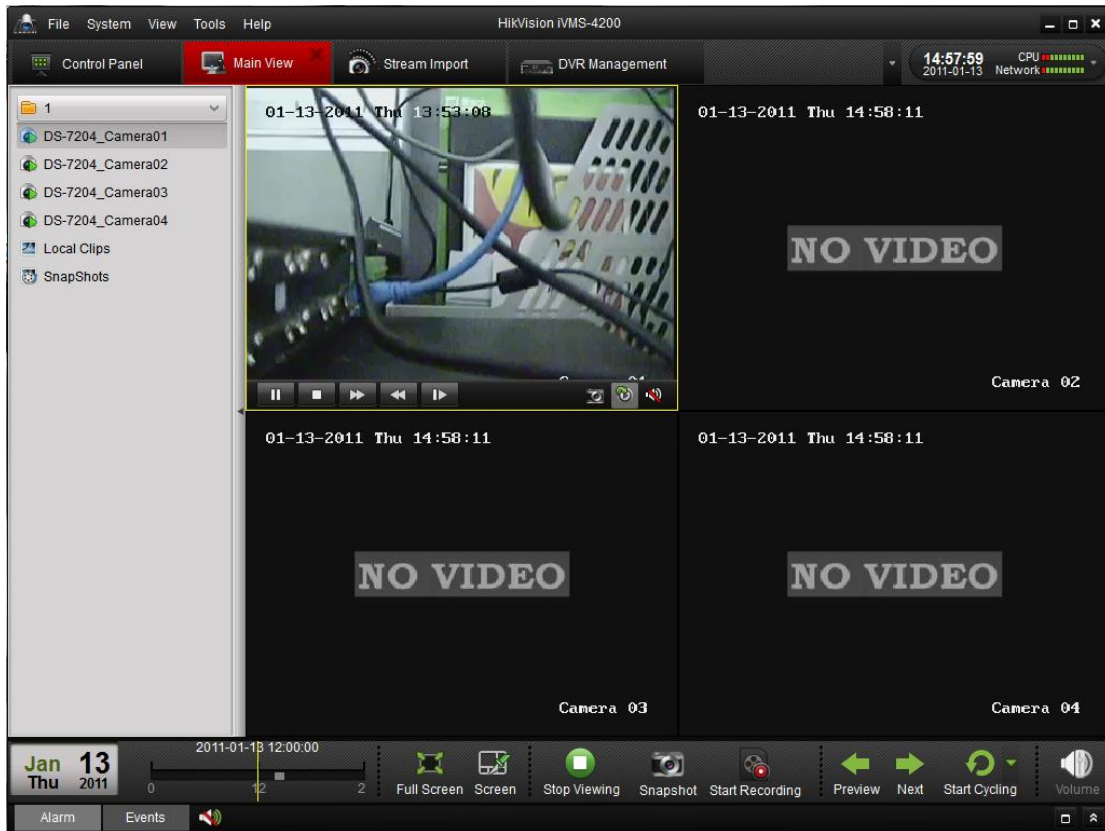 File System View Tools Help HikVision iVMS-4200
Control Panel Main View Stream Import DVR Management 14:57:59 CPU
2011-01-13 Network
1
DS-7204_Camera01
DS-7204_Camera02
DS-7204_Camera03
DS-7204_Camera04
Local Clips
SnapShots
01-13-2011 Thu 13:53:08
01-13-2011 Thu 14:58:11
NO VIDEO
Camera 02
01-13-2011 Thu 14:58:11
NO VIDEO
Camera 03
01-13-2011 Thu 14:58:11
NO VIDEO
Camera 04
Jan 13
Thu 2011
2011-01-13 12:00:00
0 12 2
Full Screen Screen Stop Viewing Snapshot Start Recording Preview Next Start Cycling Volume
Alarm Events